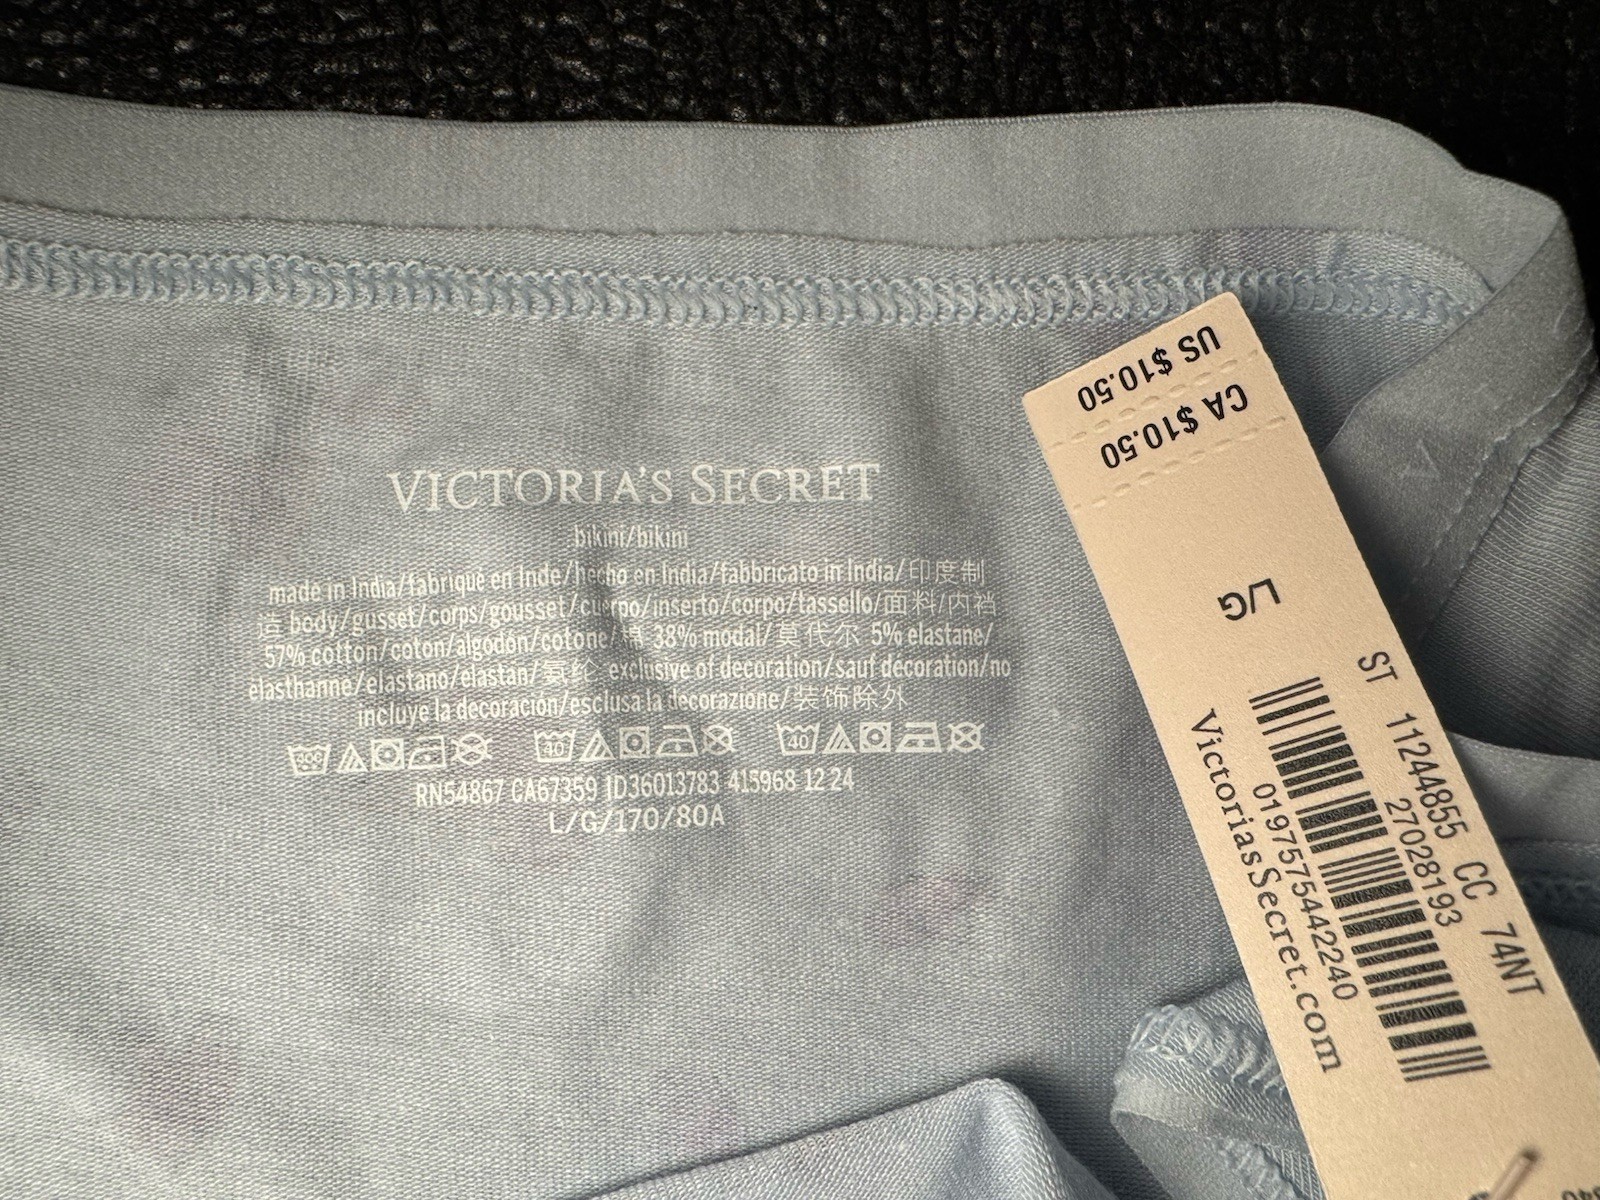 VICTORIA'S SECRET
bikini/bikini
made in India/fabriqué en Inde/hecho en India/fabbricato in India/印度制
造 body/gusset/corps/gousset/cuerpo/inserto/corpo/tassello/面料/内裆
57% cotton/coton/algodón/cotone/棉 38% modal/莫代尔 5% elastane/
élasthanne/elastano/elastan/氨纶 exclusive of decoration/sauf décoration/no
incluye la decoración/esclusa la decorazione/装饰除外
40 40
RN54867 CA67359 ID36013783 415968 12 24
L/G/170/80A
US $10.50
CA $10.50
L/G
ST 11244855 CC 74NT
27028193
0197575442240
VictoriasSecret.com